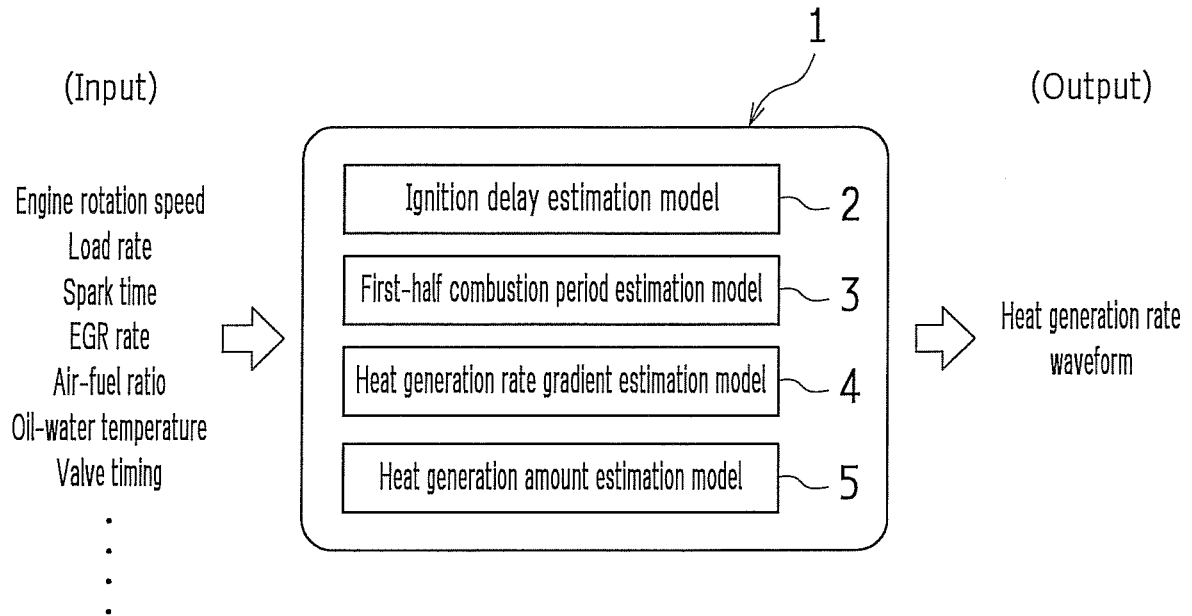 1
(Input)
(Output)
Engine rotation speed
Load rate
Spark time
EGR rate
Air-fuel ratio
Oil-water temperature
Valve timing
Ignition delay estimation model
2
First-half combustion period estimation model
3
Heat generation rate gradient estimation model
4
Heat generation amount estimation model
5
Heat generation rate
waveform